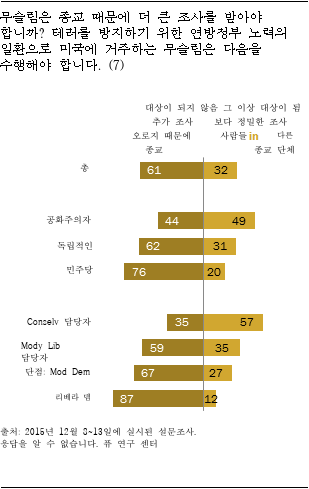 무슬림은 종교 때문에 더 큰 조사를 받아야
합니까? 테러를 방지하기 위한 연방정부 노력의
일환으로 미국에 거주하는 무슬림은 다음을
수행해야 합니다. (7)
대상이 되지 않음 그 이상 대상이 됨
추가 조사 보다 정밀한 조사
오로지 때문에 사람들 in 다른
종교 종교 단체
총 61 32
공화주의자 44 49
독립적인 62 31
민주당 76 20
Conselv 담당자 35 57
Mody Lib
담당자 59 35
단점: Mod Dem 67 27
리베라 뎀 87 12
출처: 2015년 12월 8~13일에 실시된 설문조사.
응답을 알 수 없습니다. 퓨 연구 센터